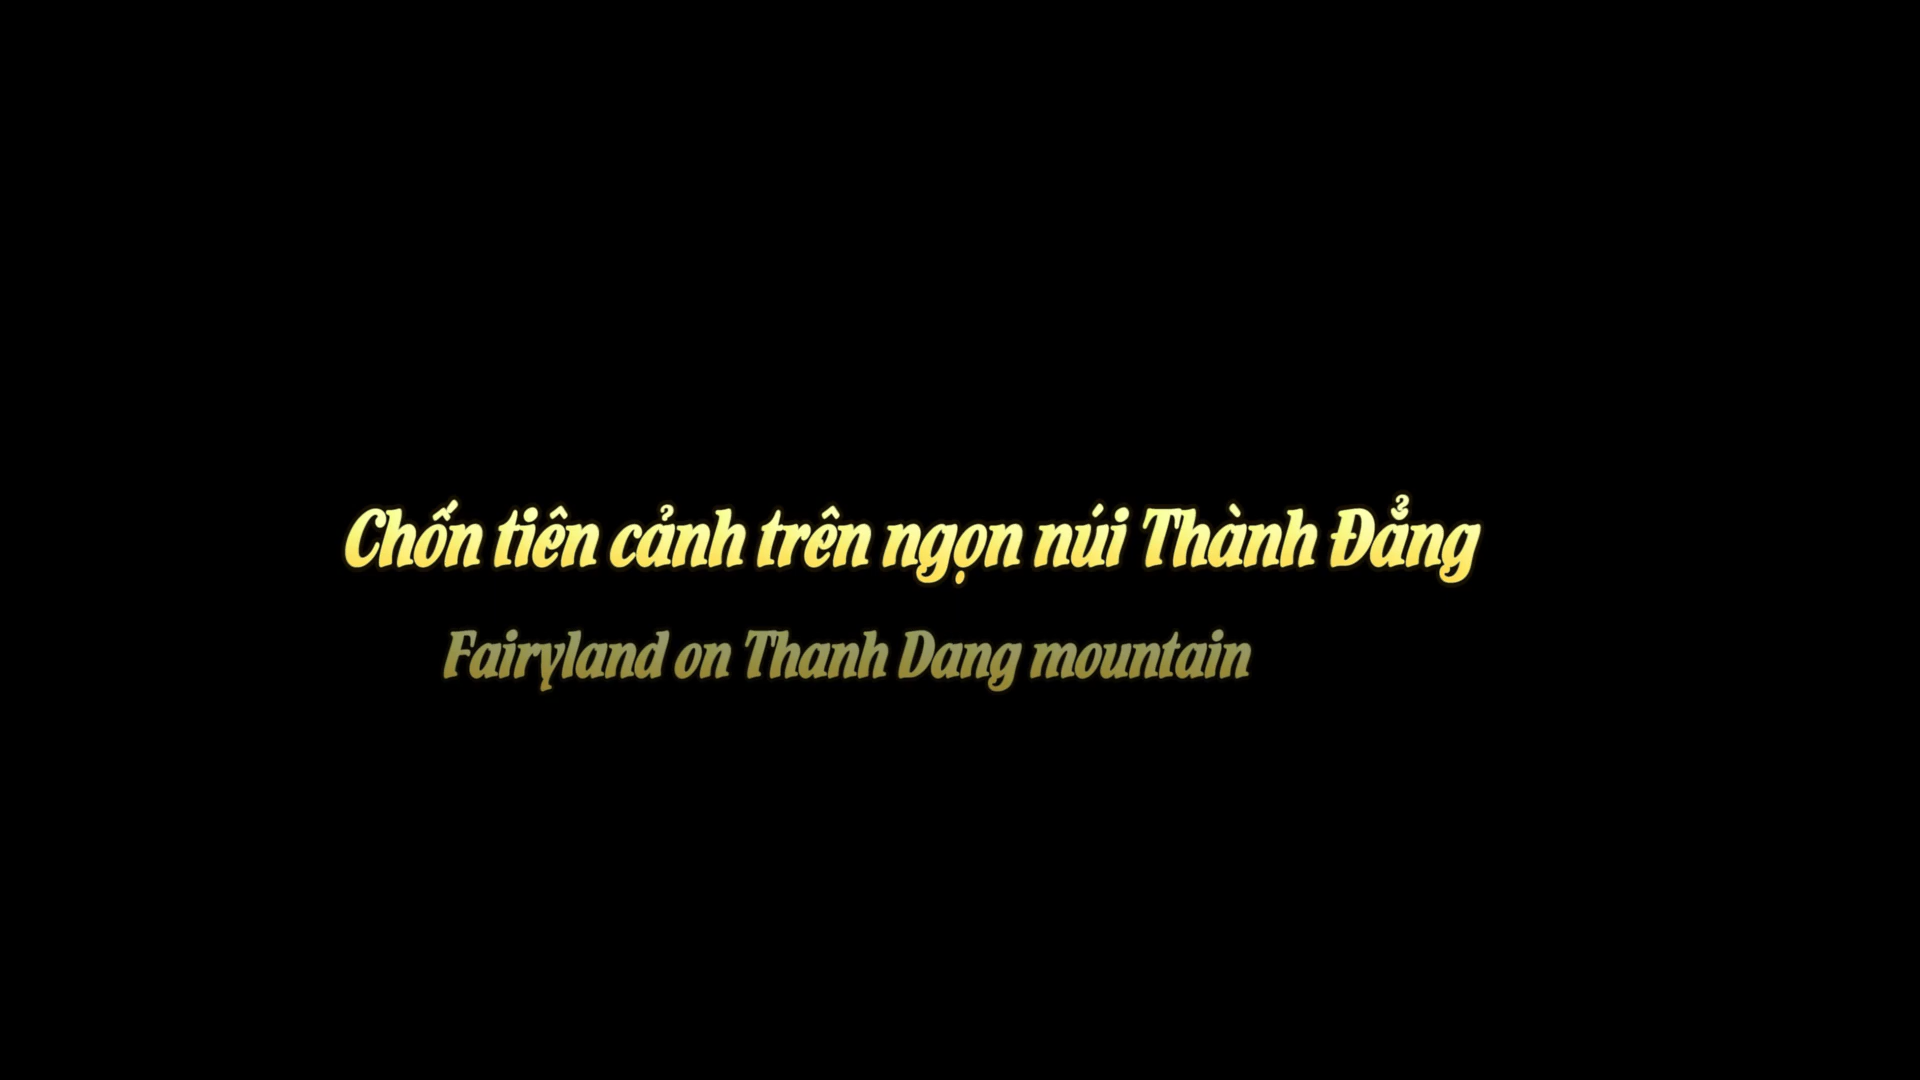 Chốn tiên cảnh trên ngọn núi Thành Đẳng
Fairyland on Thanh Dang mountain